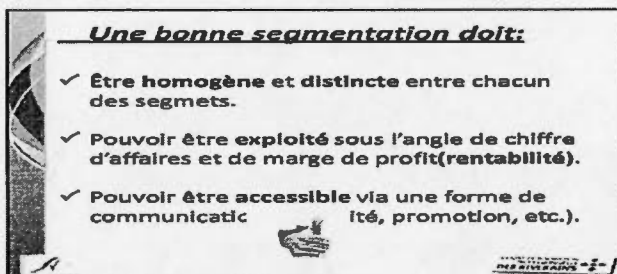 Une bonne segmentation doit:
✓ Être homogène et distincte entre chacun
des segmets.
✓ Pouvoir être exploité sous l'angle de chiffre
d'affaires et de marge de profit(rentabilité).
✓ Pouvoir être accessible via une forme de
communicatic ité, promotion, etc.).